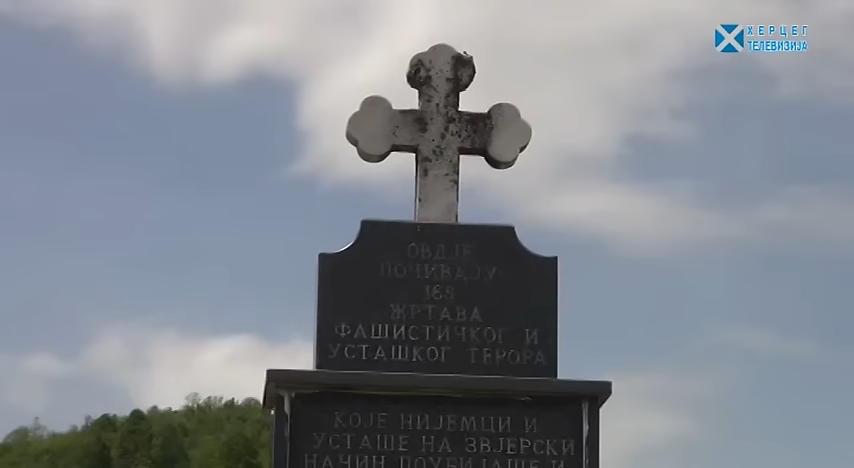 ХЕРЦЕГ
ТЕЛЕВИЗИЈА
ОВДЈЕ
ПОЧИВАЈУ
168
ЖРТАВА
ФАШИСТИЧКОГ И
УСТАШКОГ ТЕРОРА
КОЈЕ НИЈЕМЦИ И
УСТАШЕ НА ЗВЈЕРСКИ
НАЧИН ПОУБИЈАШЕ И